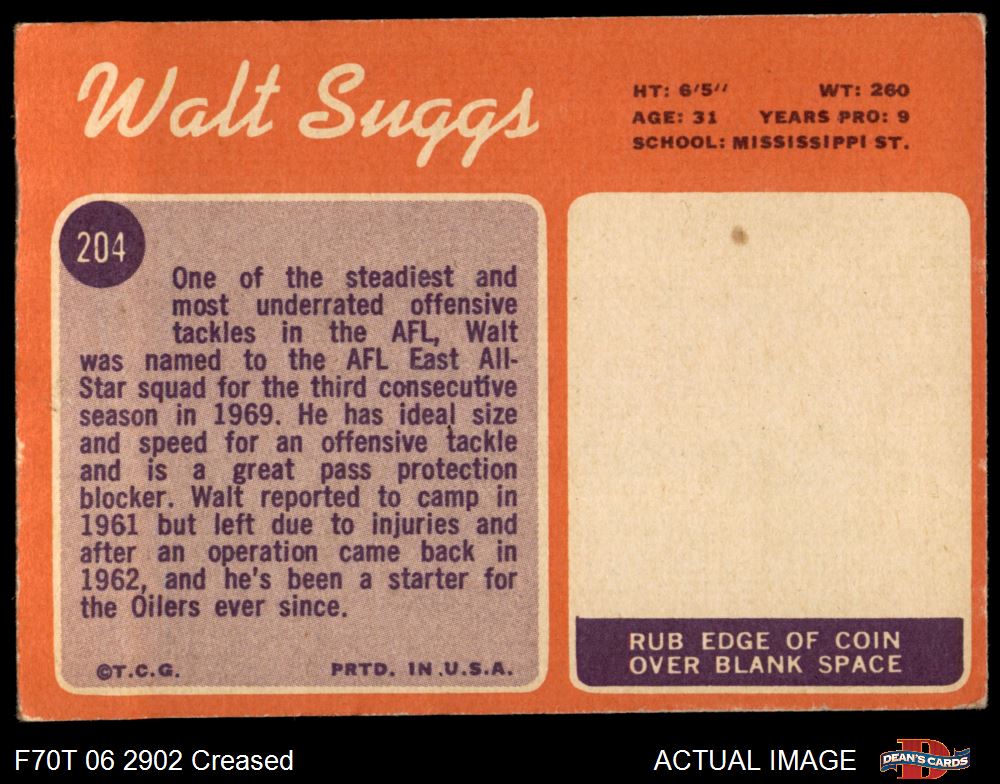 Walt Suggs
HT: 6'5" WT: 260
AGE: 31 YEARS PRO: 9
SCHOOL: MISSISSIPPI ST.
204
One of the steadiest and
most underrated offensive
tackles in the AFL, Walt
was named to the AFL East All-
Star squad for the third consecutive
season in 1969. He has ideal size
and speed for an offensive tackle
and is a great pass protection
blocker. Walt reported to camp in
1961 but left due to injuries and
after an operation came back in
1962, and he's been a starter for
the Oilers ever since.
©T.C.G. PRTD. IN U.S.A.
RUB EDGE OF COIN
OVER BLANK SPACE
F70T 06 2902 Creased
ACTUAL IMAGE
DEAN'S CARDS